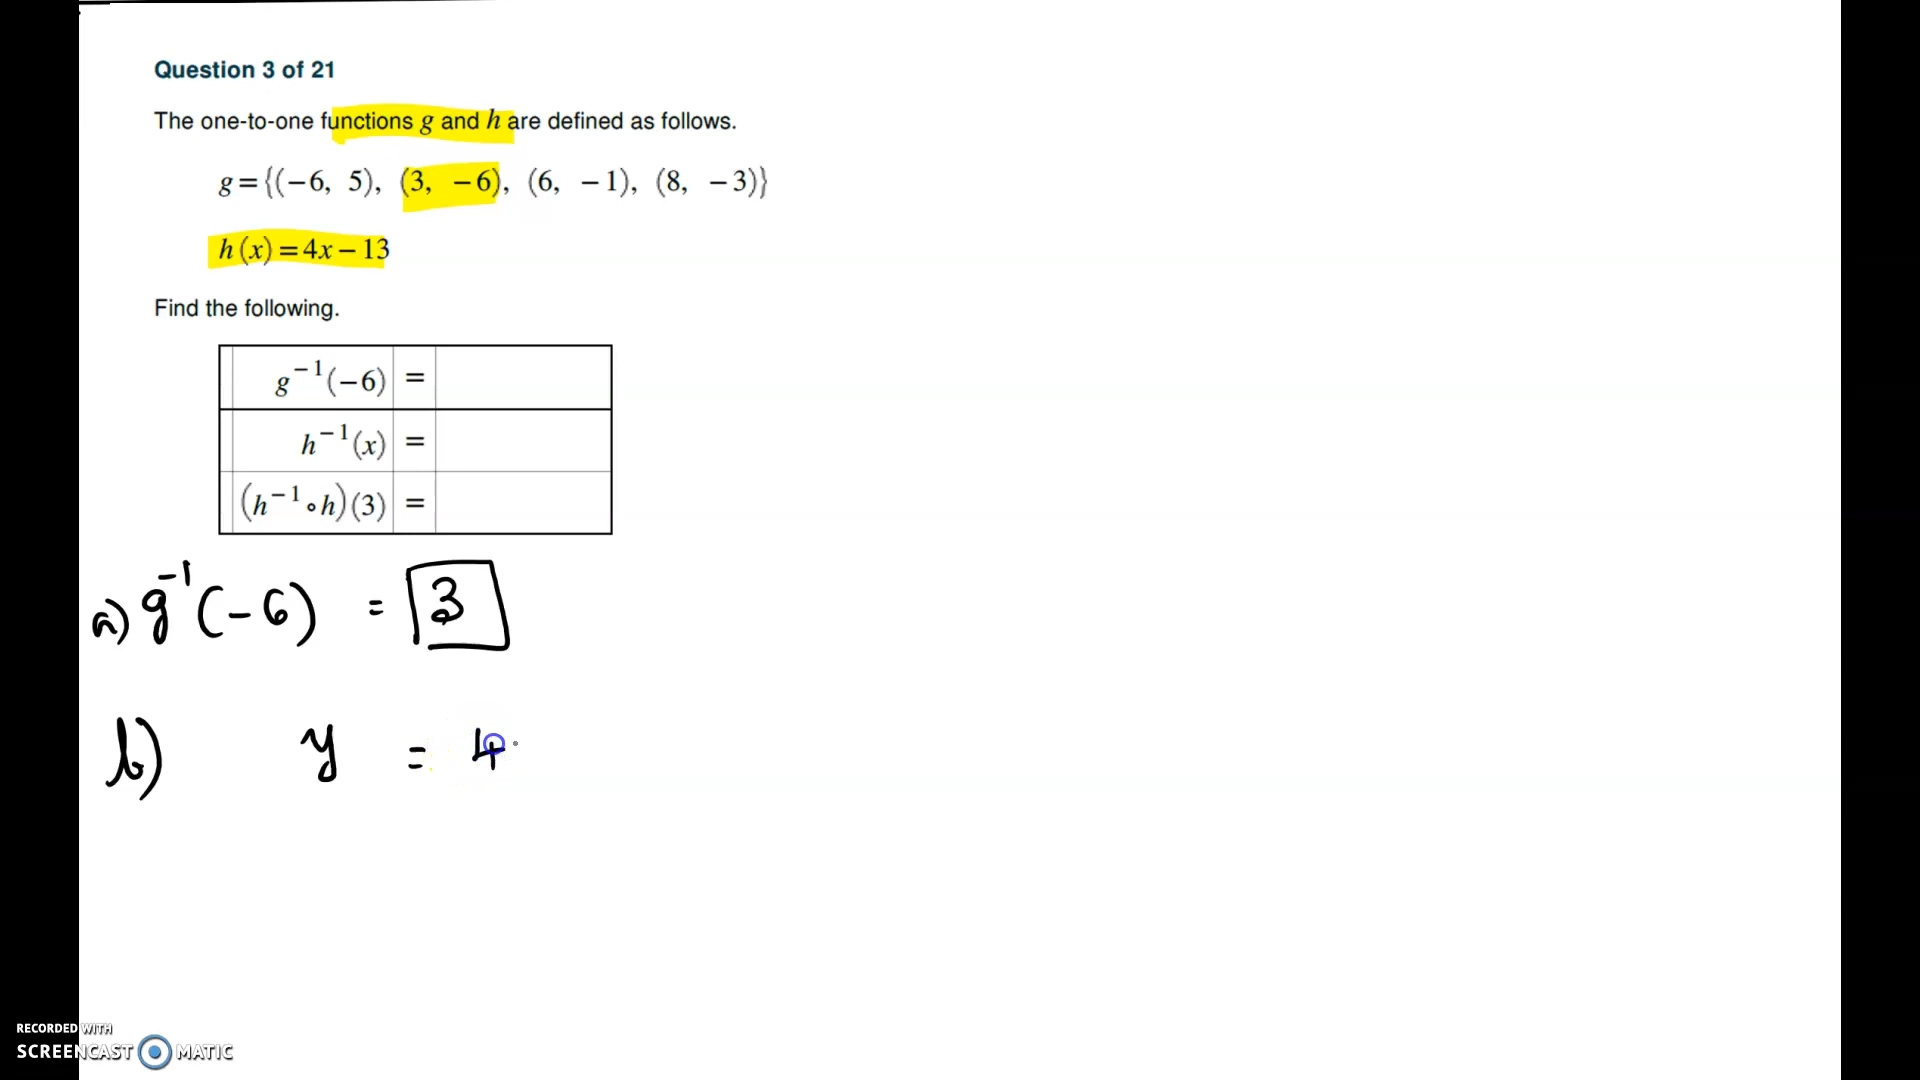 Question 3 of 21
The one-to-one functions g and h are defined as follows.
g={(−6, 5), (3, −6), (6, −1), (8, −3)}
h(x)=4x−13
Find the following.
g⁻¹(−6) =
h⁻¹(x) =
(h⁻¹∘h)(3) =
a) g⁻¹(−6) = 3
b) y = 4
RECORDED WITH
SCREENCAST MATIC